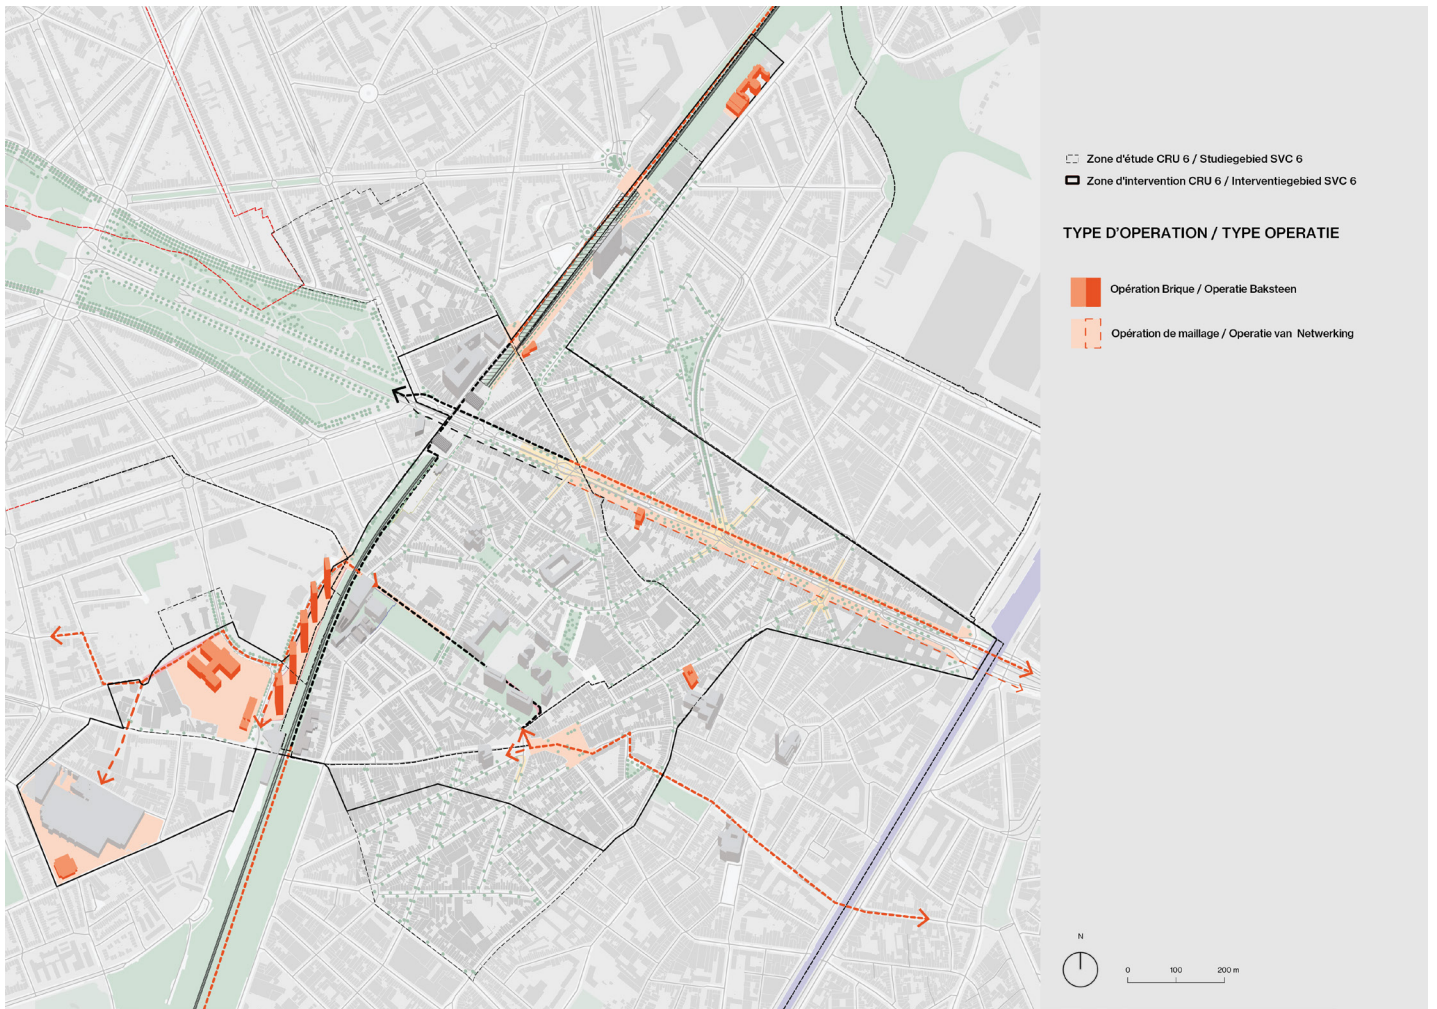 Zone d'étude CRU 6 / Studiegebied SVC 6
Zone d'intervention CRU 6 / Interventiegebied SVC 6
TYPE D'OPERATION / TYPE OPERATIE
Opération Brique / Operatie Baksteen
Opération de maillage / Operatie van Netwerking
N
0 100 200 m